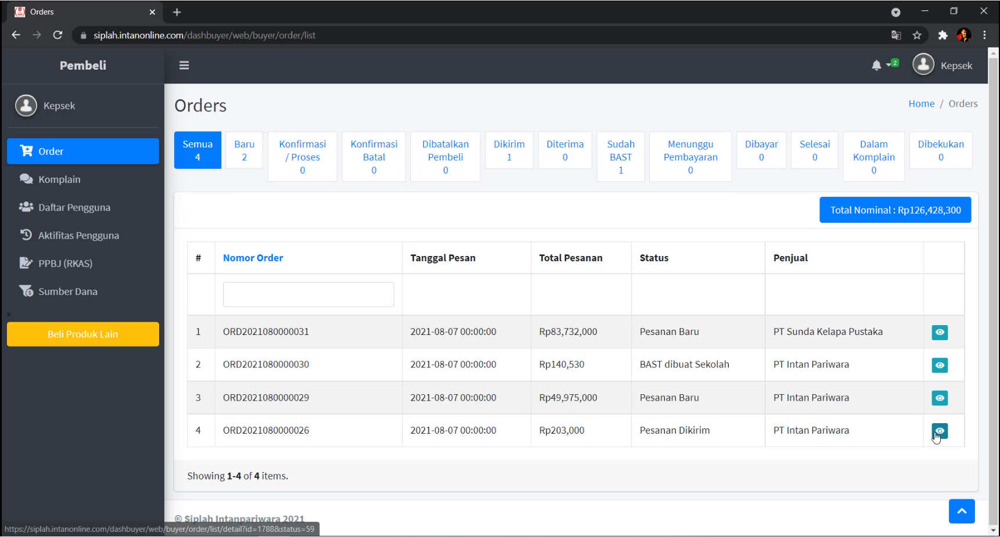 Orders
siplah.intanonline.com/dashbuyer/web/buyer/order/list
Pembeli
2
Kepsek
Kepsek
Order
Komplain
Daftar Pengguna
Aktifitas Pengguna
PPBJ (RKAS)
Sumber Dana
Beli Produk Lain
Orders
Home / Orders
Semua
4
Baru
2
Konfirmasi
/ Proses
0
Konfirmasi
Batal
0
Dibatalkan
Pembeli
0
Dikirim
1
Diterima
0
Sudah
BAST
1
Menunggu
Pembayaran
0
Dibayar
0
Selesai
0
Dalam
Komplain
0
Dibekukan
0
Total Nominal : Rp126,428,300
# Nomor Order Tanggal Pesan Total Pesanan Status Penjual
1 ORD2021080000031 2021-08-07 00:00:00 Rp83,732,000 Pesanan Baru PT Sunda Kelapa Pustaka
2 ORD2021080000030 2021-08-07 00:00:00 Rp140,530 BAST dibuat Sekolah PT Intan Pariwara
3 ORD2021080000029 2021-08-07 00:00:00 Rp49,975,000 Pesanan Baru PT Intan Pariwara
4 ORD2021080000026 2021-08-07 00:00:00 Rp203,000 Pesanan Dikirim PT Intan Pariwara
Showing 1-4 of 4 items.
© Siplah Intanpariwara 2021
https://siplah.intanonline.com/dashbuyer/web/buyer/order/list/detail?id=1788&status=59